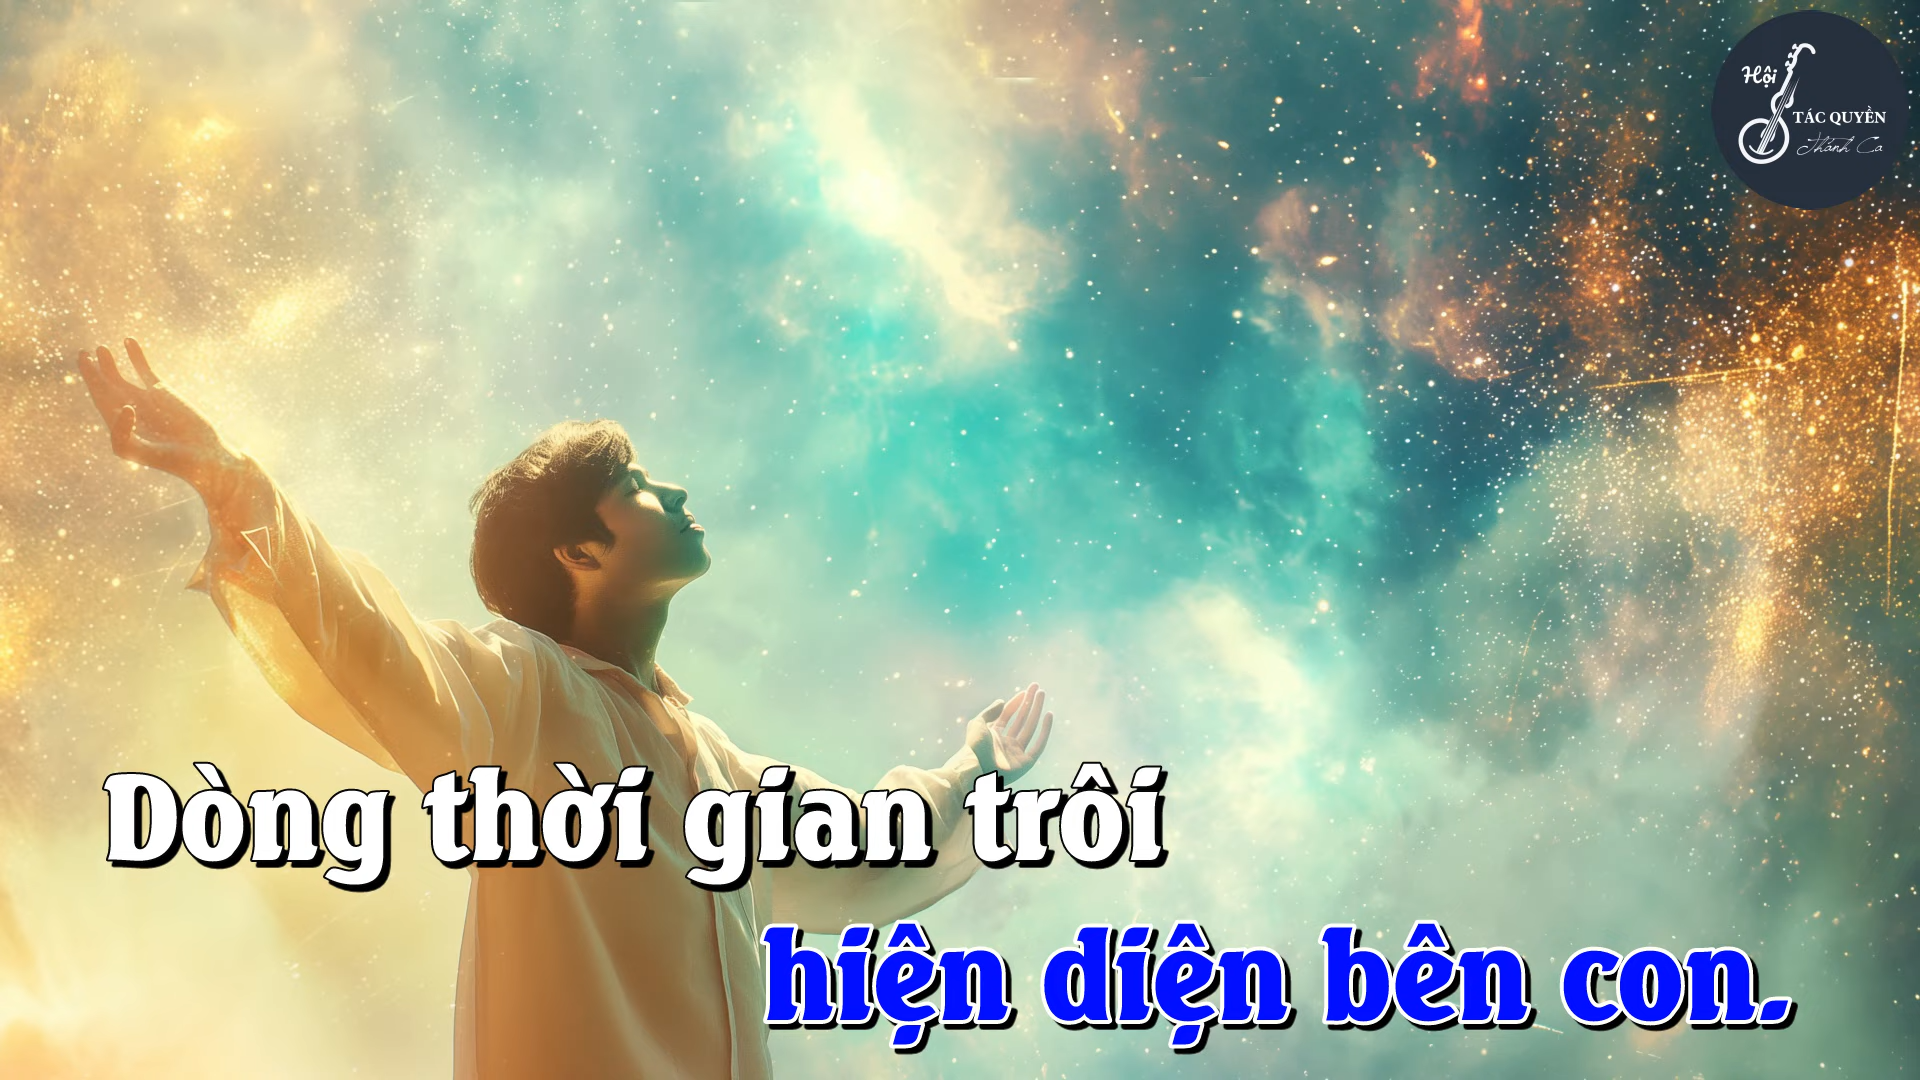 Hội
TÁC QUYỀN
Thánh Ca
Dòng thời gian trôi
hiện diện bên con.